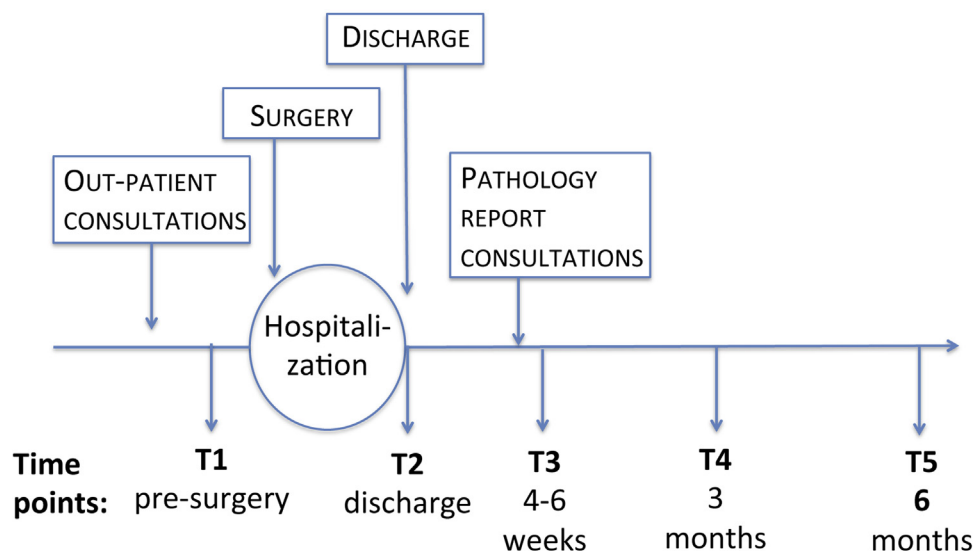 DISCHARGE
SURGERY
OUT-PATIENT
CONSULTATIONS
PATHOLOGY
REPORT
CONSULTATIONS
Hospitali-
zation
Time
points:
T1
pre-surgery
T2
discharge
T3
4-6
weeks
T4
3
months
T5
6
months